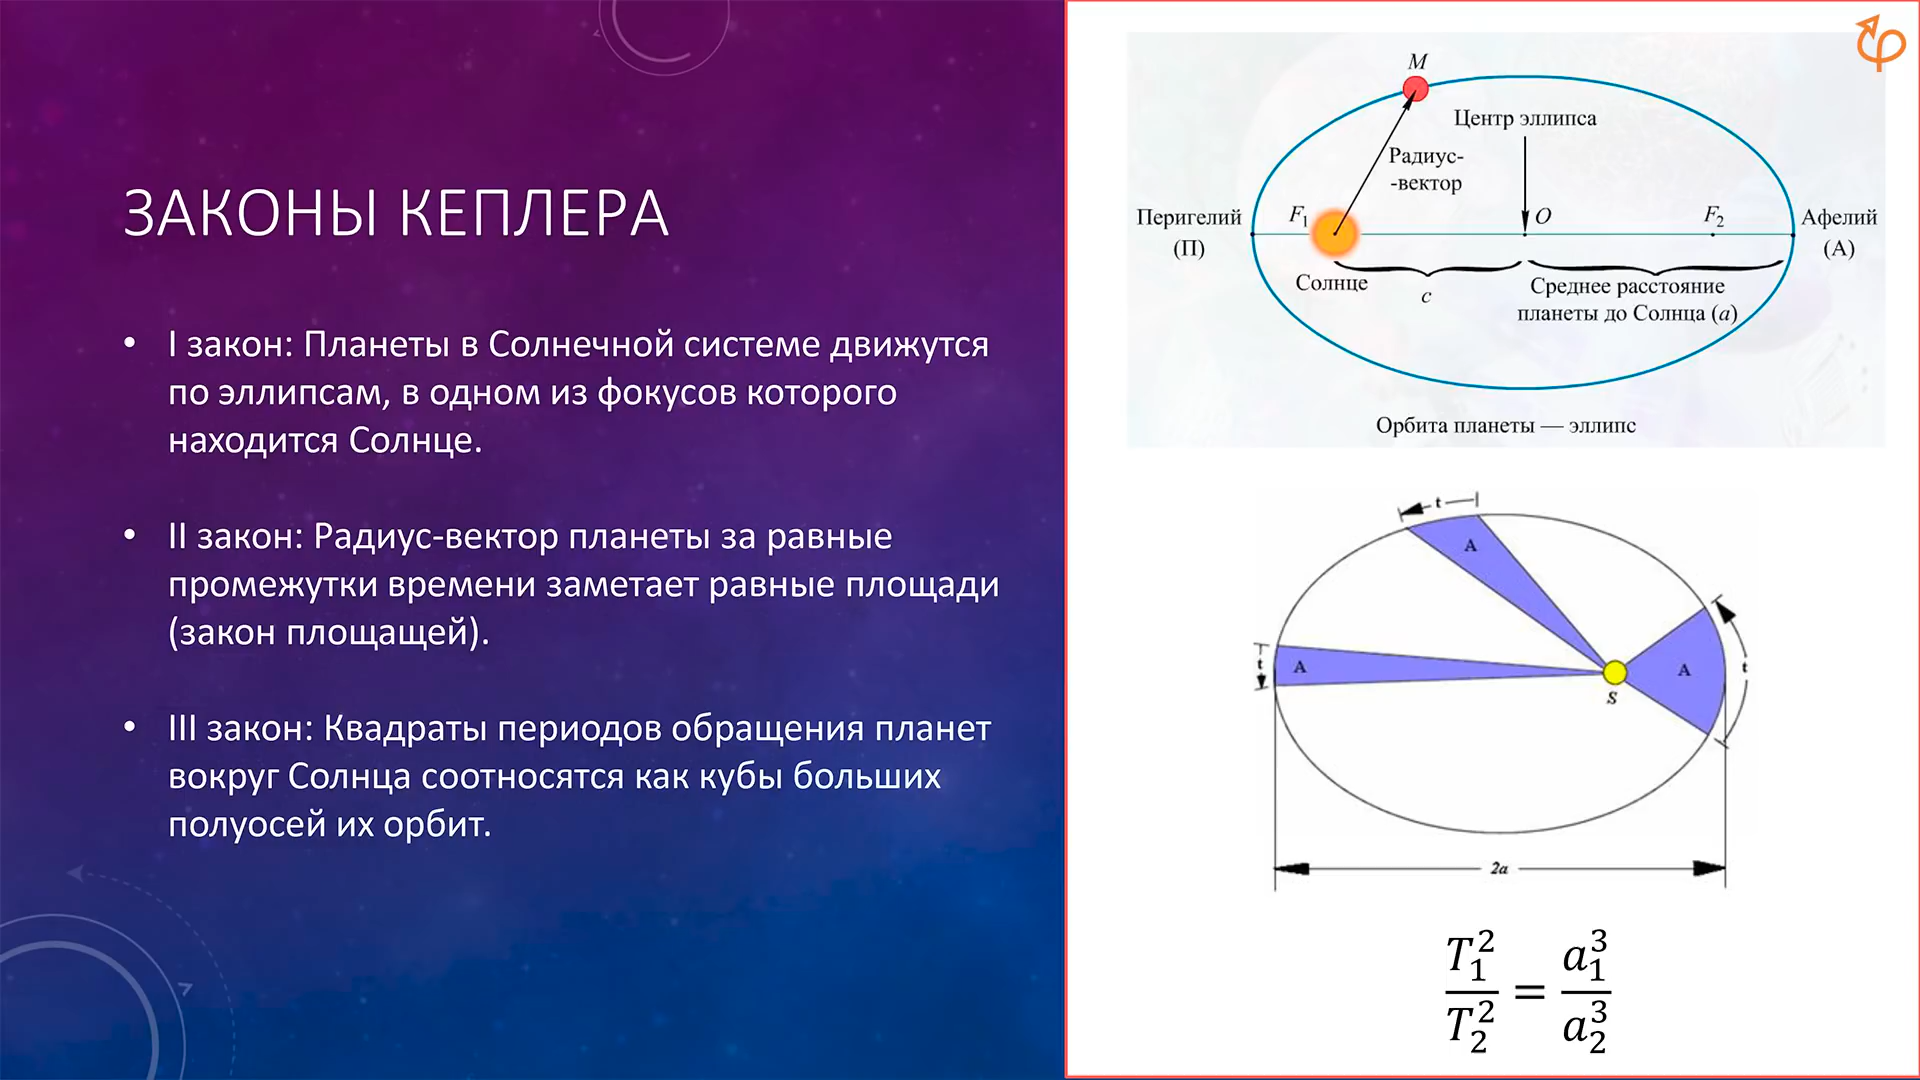 ЗАКОНЫ КЕПЛЕРА
• I закон: Планеты в Солнечной системе движутся
по эллипсам, в одном из фокусов которого
находится Солнце.
• II закон: Радиус-вектор планеты за равные
промежутки времени заметает равные площади
(закон площащей).
• III закон: Квадраты периодов обращения планет
вокруг Солнца соотносятся как кубы больших
полуосей их орбит.
M
Центр эллипса
Радиус-
-вектор
Перигелий
(П)
F₁
O
F₂
Афелий
(А)
Солнце
c
Среднее расстояние
планеты до Солнца (a)
Орбита планеты — эллипс
t
A
t
A
A
t
S
2a
T₁²/T₂² = a₁³/a₂³